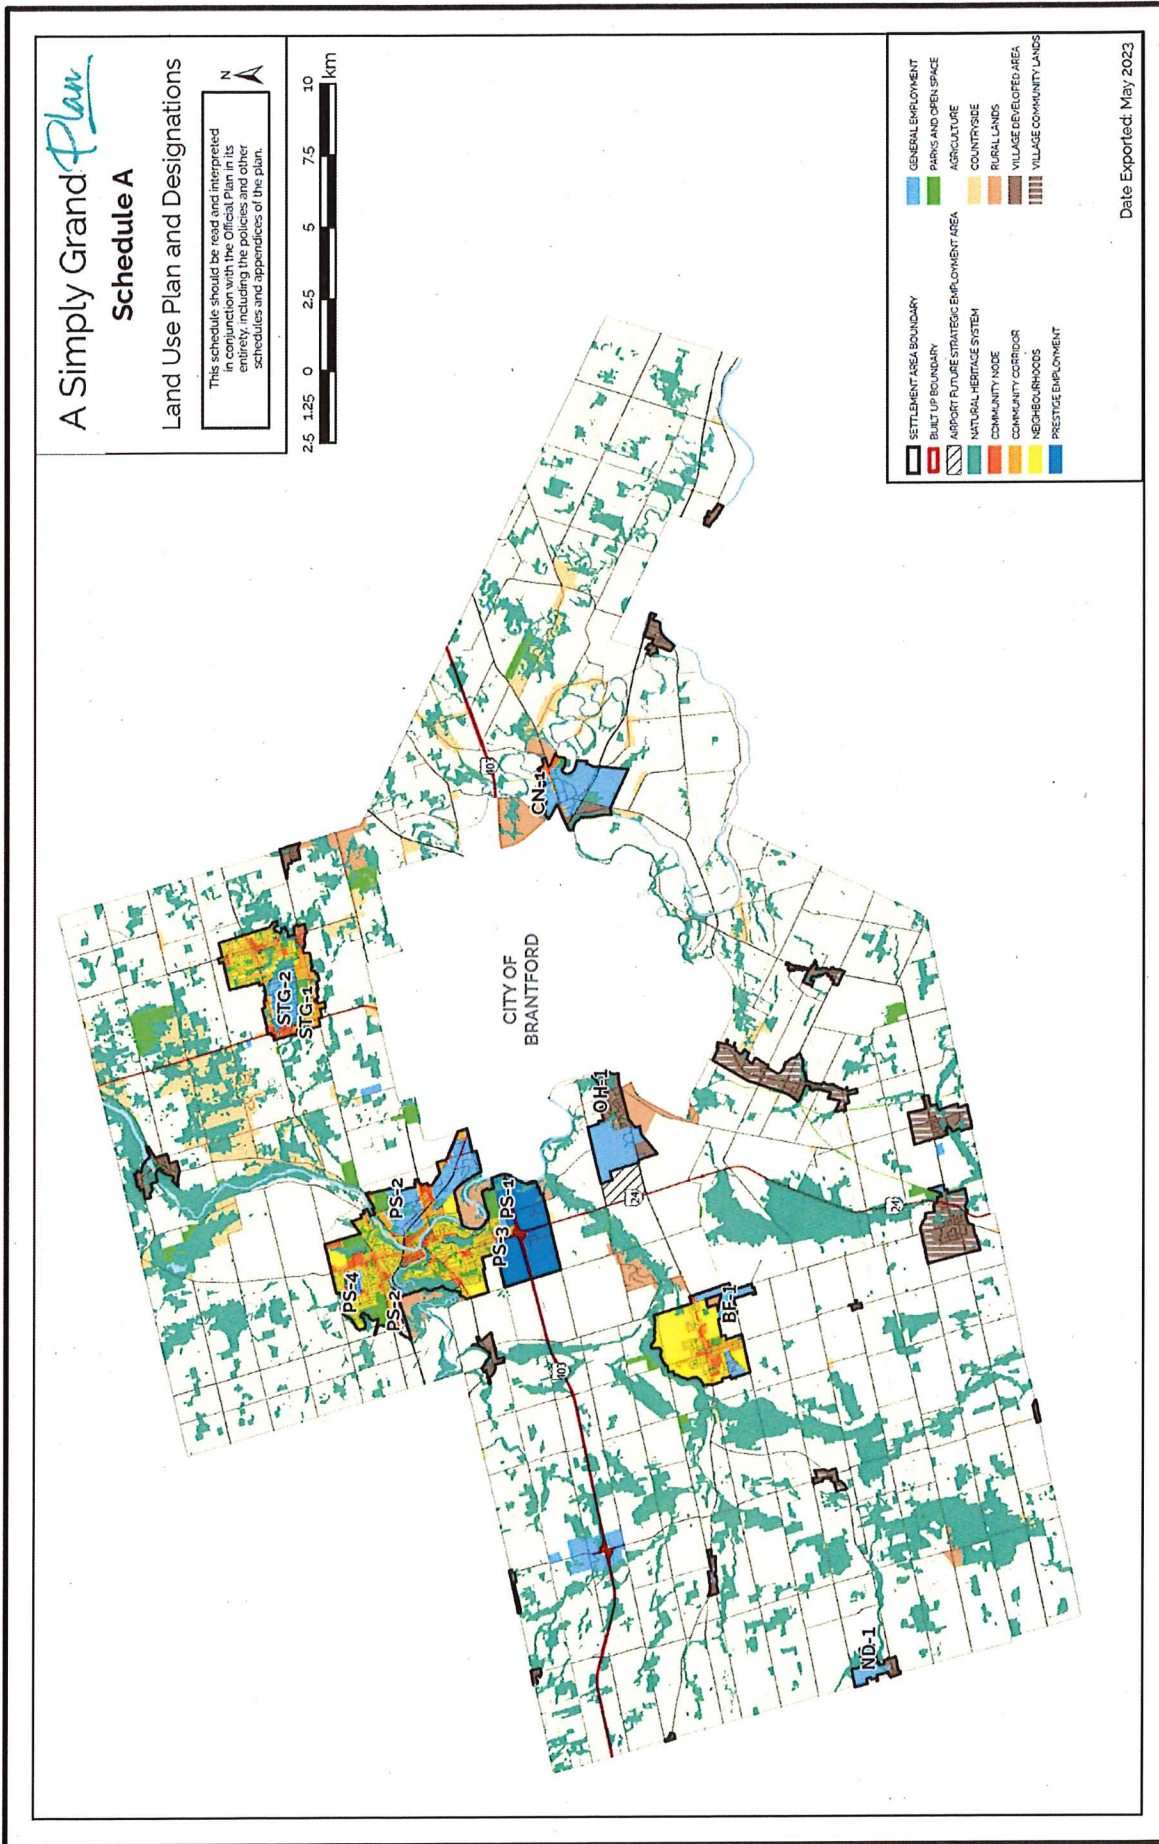 A Simply Grand Plan
Schedule A
Land Use Plan and Designations
This schedule should be read and interpreted
in conjunction with the Official Plan in its
entirety, including the policies and other
schedules and appendices of the plan.
N
2.5 1.25 0 2.5 5 7.5 10
km
STG-2
STG-1
PS-4
PS-2
PS-2
PS-3
PS-1
CITY OF
BRANTFORD
403
CN-1
OH-1
24
403
BF-1
24
ND-1
SETTLEMENT AREA BOUNDARY
BUILT UP BOUNDARY
AIRPORT FUTURE STRATEGIC EMPLOYMENT AREA
NATURAL HERITAGE SYSTEM
COMMUNITY NODE
COMMUNITY CORRIDOR
NEIGHBOURHOODS
PRESTIGE EMPLOYMENT
GENERAL EMPLOYMENT
PARKS AND OPEN SPACE
AGRICULTURE
COUNTRYSIDE
RURAL LANDS
VILLAGE DEVELOPED AREA
VILLAGE COMMUNITY LANDS
Date Exported: May 2023